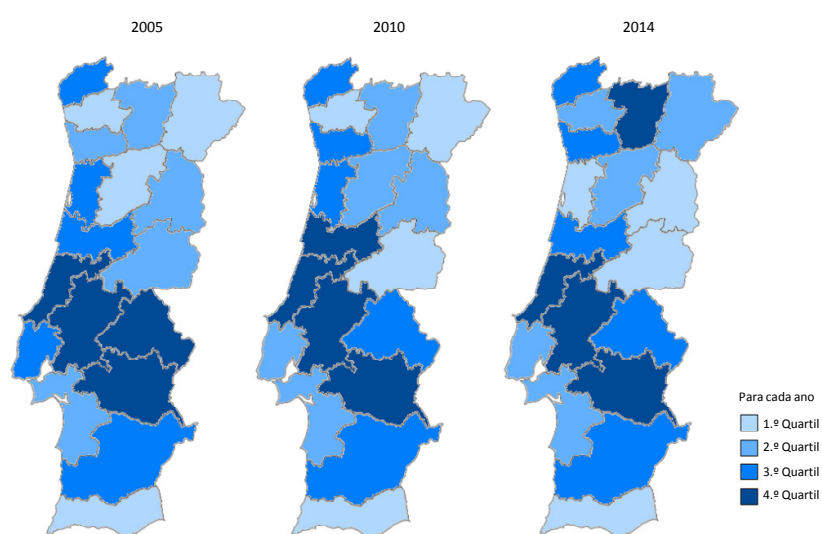 2005
2010
2014
Para cada ano
1.º Quartil
2.º Quartil
3.º Quartil
4.º Quartil